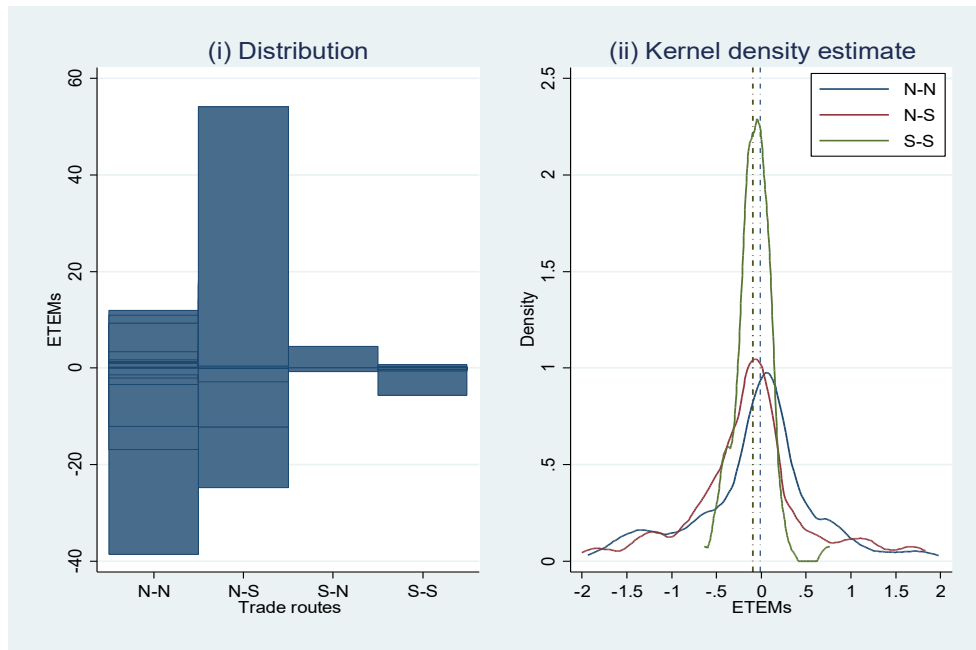 (i) Distribution
ETEMs
60
40
20
0
-20
-40
N-N N-S S-N S-S
Trade routes
(ii) Kernel density estimate
N-N
N-S
S-S
Density
2.5
2
1.5
1
.5
0
-2 -1.5 -1 -.5 0 .5 1 1.5 2
ETEMs